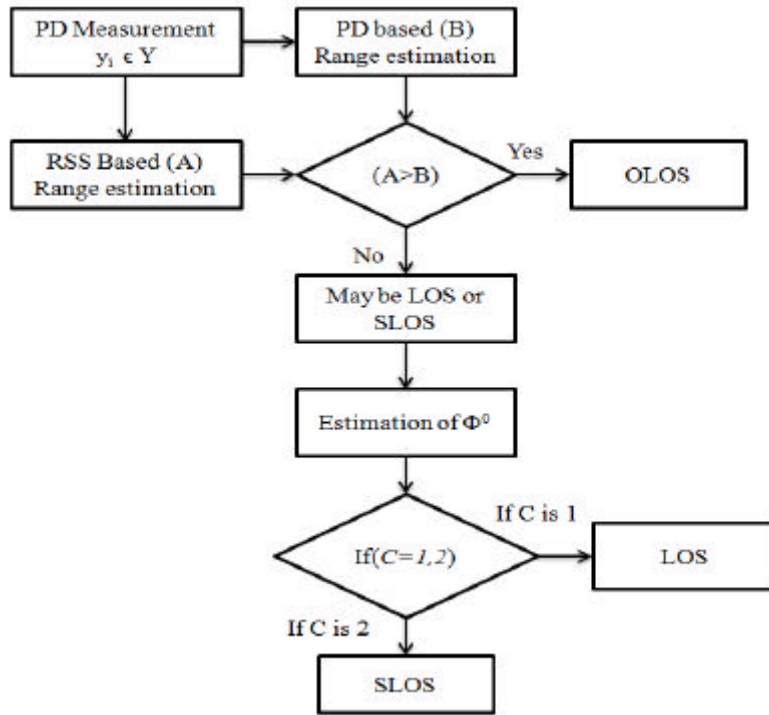 PD Measurement
yi ϵ Y
PD based (B)
Range estimation
RSS Based (A)
Range estimation
(A>B)
Yes
OLOS
No
May be LOS or
SLOS
Estimation of Φ⁰
If C is 1
If(C=1,2)
LOS
If C is 2
SLOS